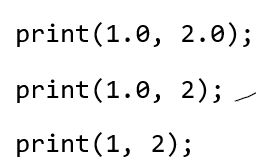 print(1.0, 2.0);
print(1.0, 2);
print(1, 2);